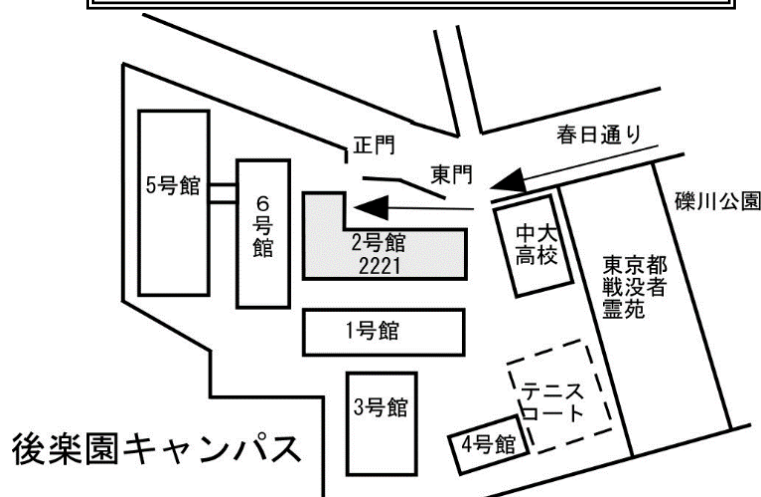 正門
東門
春日通り
礫川公園
5号館
6
号
館
2号館
2221
中大
高校
東京都
戦没者
霊苑
1号館
3号館
テニス
コート
4号館
後楽園キャンパス